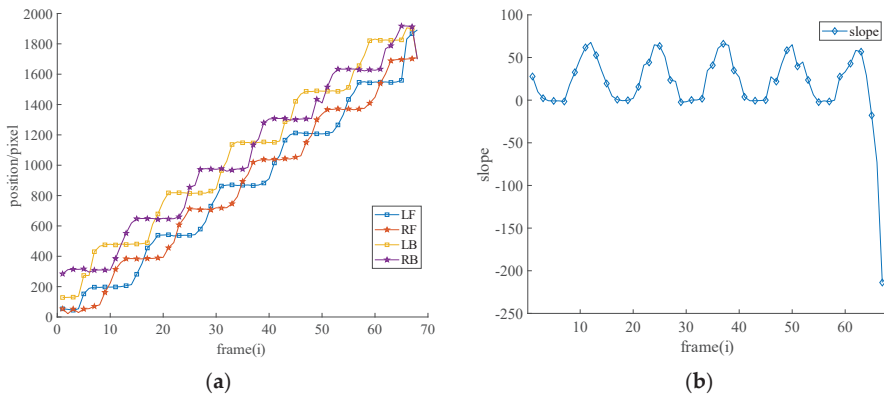 2000
1800
1600
1400
1200
1000
800
600
400
200
0
position/pixel
0 10 20 30 40 50 60 70
frame(i)
LF
RF
LB
RB
(a)
100
50
0
-50
-100
-150
-200
-250
slope
10 20 30 40 50 60
frame(i)
slope
(b)